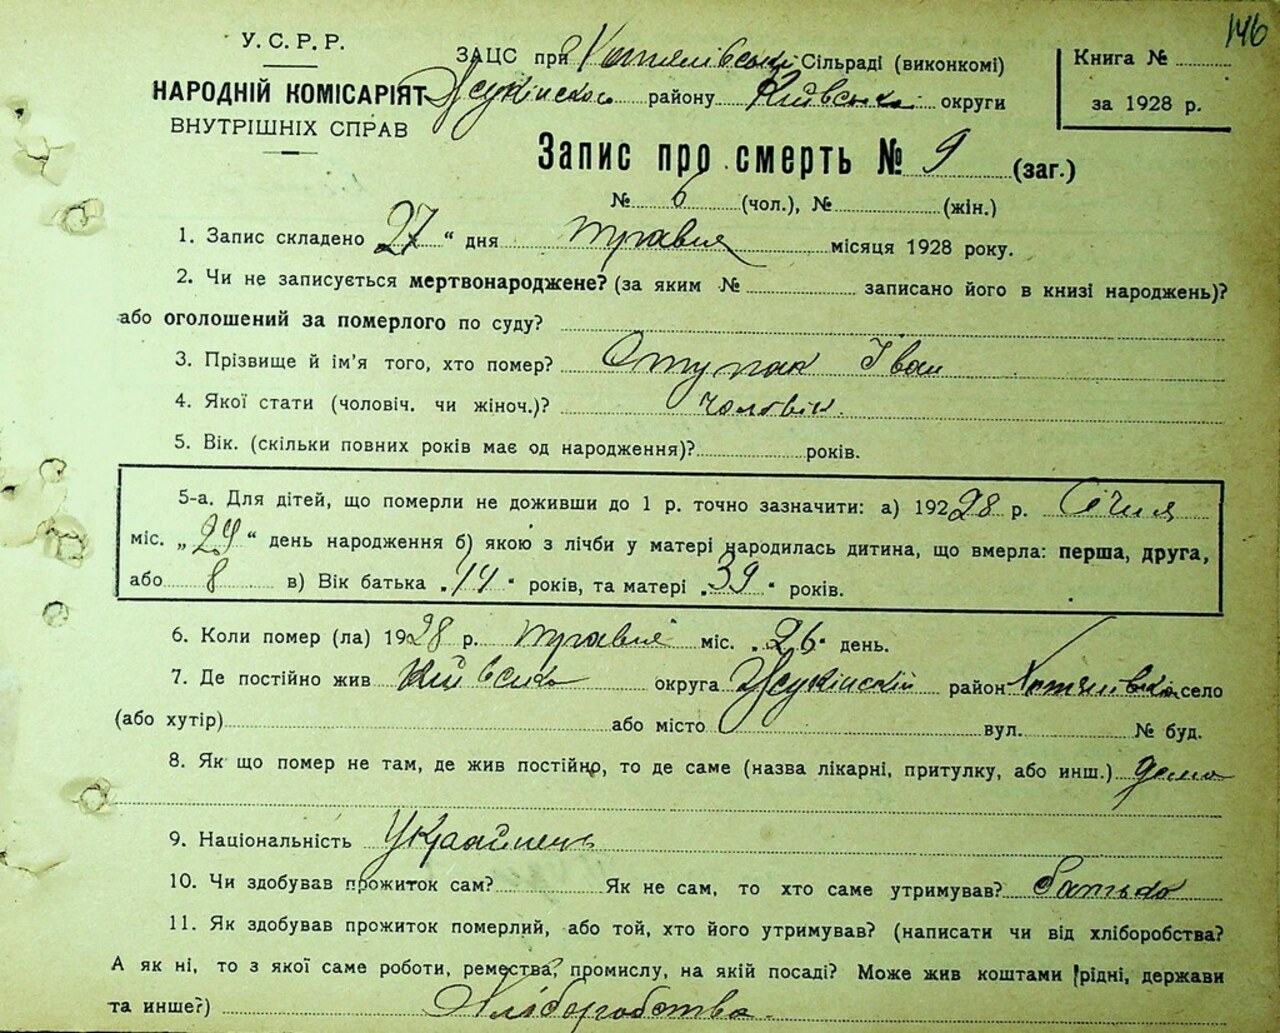 146
У. С. Р. Р.
НАРОДНІЙ КОМІСАРІЯТ
ВНУТРІШНІХ СПРАВ
ЗАЦС при Сільраді (виконкомі)
району Київська округи
Книга №
за 1928 р.
Запис про смерть № 9 (заг.)
№ 6 (чол.), № (жін.)
1. Запис складено 27 “ дня травня місяця 1928 року.
2. Чи не записується мертвонароджене? (за яким № записано його в книзі народжень)?
або оголошений за померлого по суду?
3. Прізвище й ім'я того, хто помер? Отупак Іван
4. Якої стати (чоловіч. чи жіноч.)? чоловік.
5. Вік. (скільки повних років має од народження)? років.
5-а. Для дітей, що померли не доживши до 1 р. точно зазначити: а) 19228 р. Січня
міс. „29“ день народження б) якою з лічби у матері народилась дитина, що вмерла: перша, друга,
або 8 в) Вік батька „44“ років, та матері „39“ років.
6. Коли помер (ла) 1928 р. травня міс. „26“ день.
7. Де постійно жив Київська округа Жукінский район село
(або хутір) або місто вул. № буд.
8. Як що помер не там, де жив постійно, то де саме (назва лікарні, притулку, або инш.) дома
9. Національність Українець
10. Чи здобував прожиток сам? Як не сам, то хто саме утримував? батько
11. Як здобував прожиток померлий, або той, хто його утримував? (написати чи від хліборобства?
А як ні, то з якої саме роботи, ремества, промислу, на якій посаді? Може жив коштами рідні, держави
та инше?) Хліборобство.